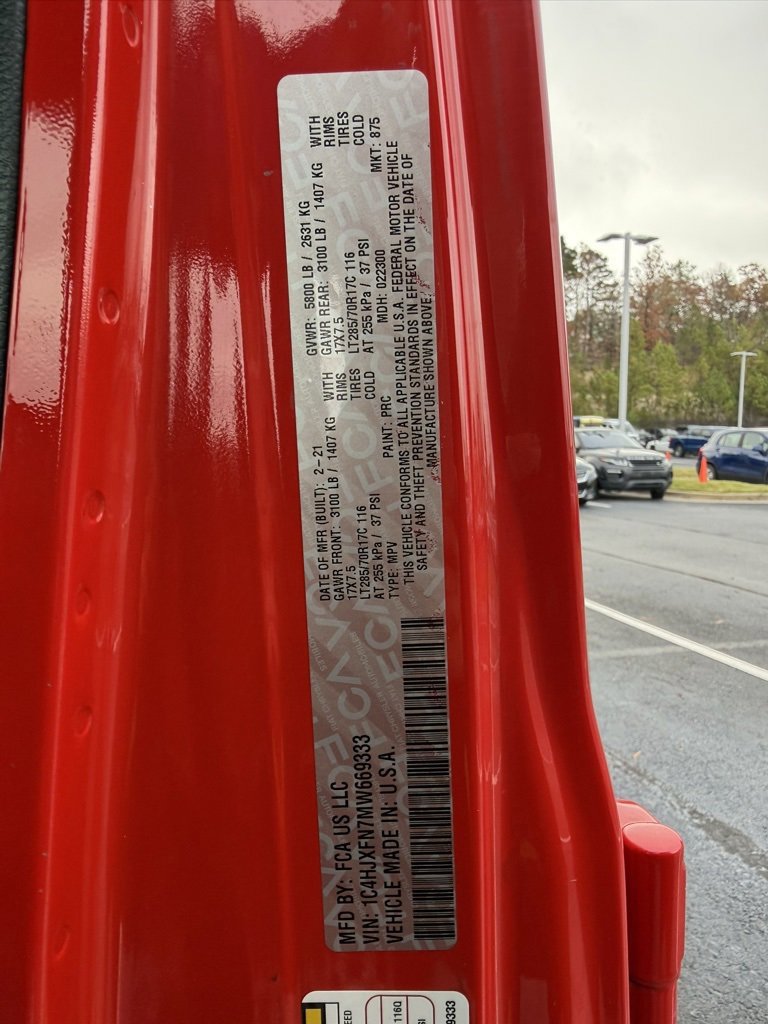 MFD BY: FCA US LLC
VIN: 1C4HJXFN7MW669333
VEHICLE MADE IN: U.S.A.
DATE OF MFR (BUILT): 2-21 GVWR: 5800 LB / 2631 KG
GAWR FRONT: 3100 LB / 1407 KG WITH GAWR REAR: 3100 LB / 1407 KG WITH
17X7.5 RIMS 17X7.5 RIMS
LT285/70R17C 116 TIRES LT285/70R17C 116 TIRES
AT 255 kPa / 37 PSI COLD AT 255 kPa / 37 PSI COLD
TYPE: MPV PAINT: PRC MDH: 022300 MKT: 875
THIS VEHICLE CONFORMS TO ALL APPLICABLE U.S.A. FEDERAL MOTOR VEHICLE
SAFETY AND THEFT PREVENTION STANDARDS IN EFFECT ON THE DATE OF
MANUFACTURE SHOWN ABOVE.
116Q
669333